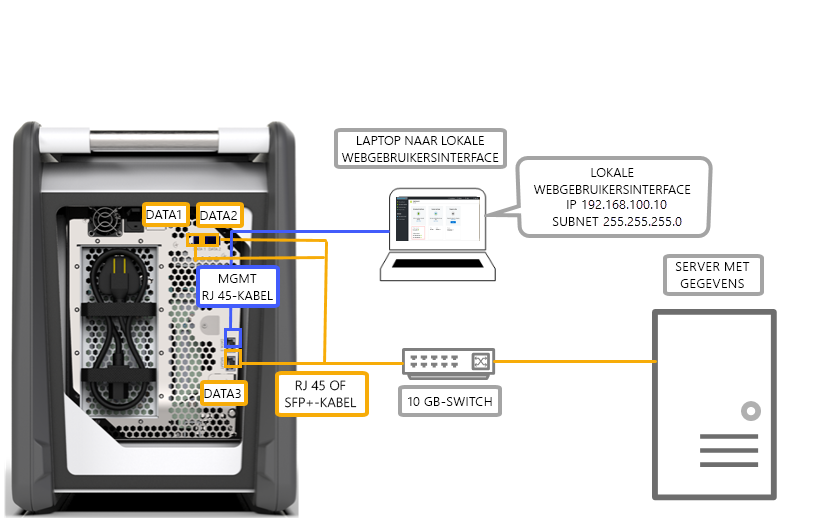 LAPTOP NAAR LOKALE
WEBGEBRUIKERSINTERFACE
LOKALE
WEBGEBRUIKERSINTERFACE
IP 192.168.100.10
SUBNET 255.255.255.0
DATA1
DATA2
MGMT
RJ 45-KABEL
SERVER MET
GEGEVENS
DATA3
RJ 45 OF
SFP+-KABEL
10 GB-SWITCH